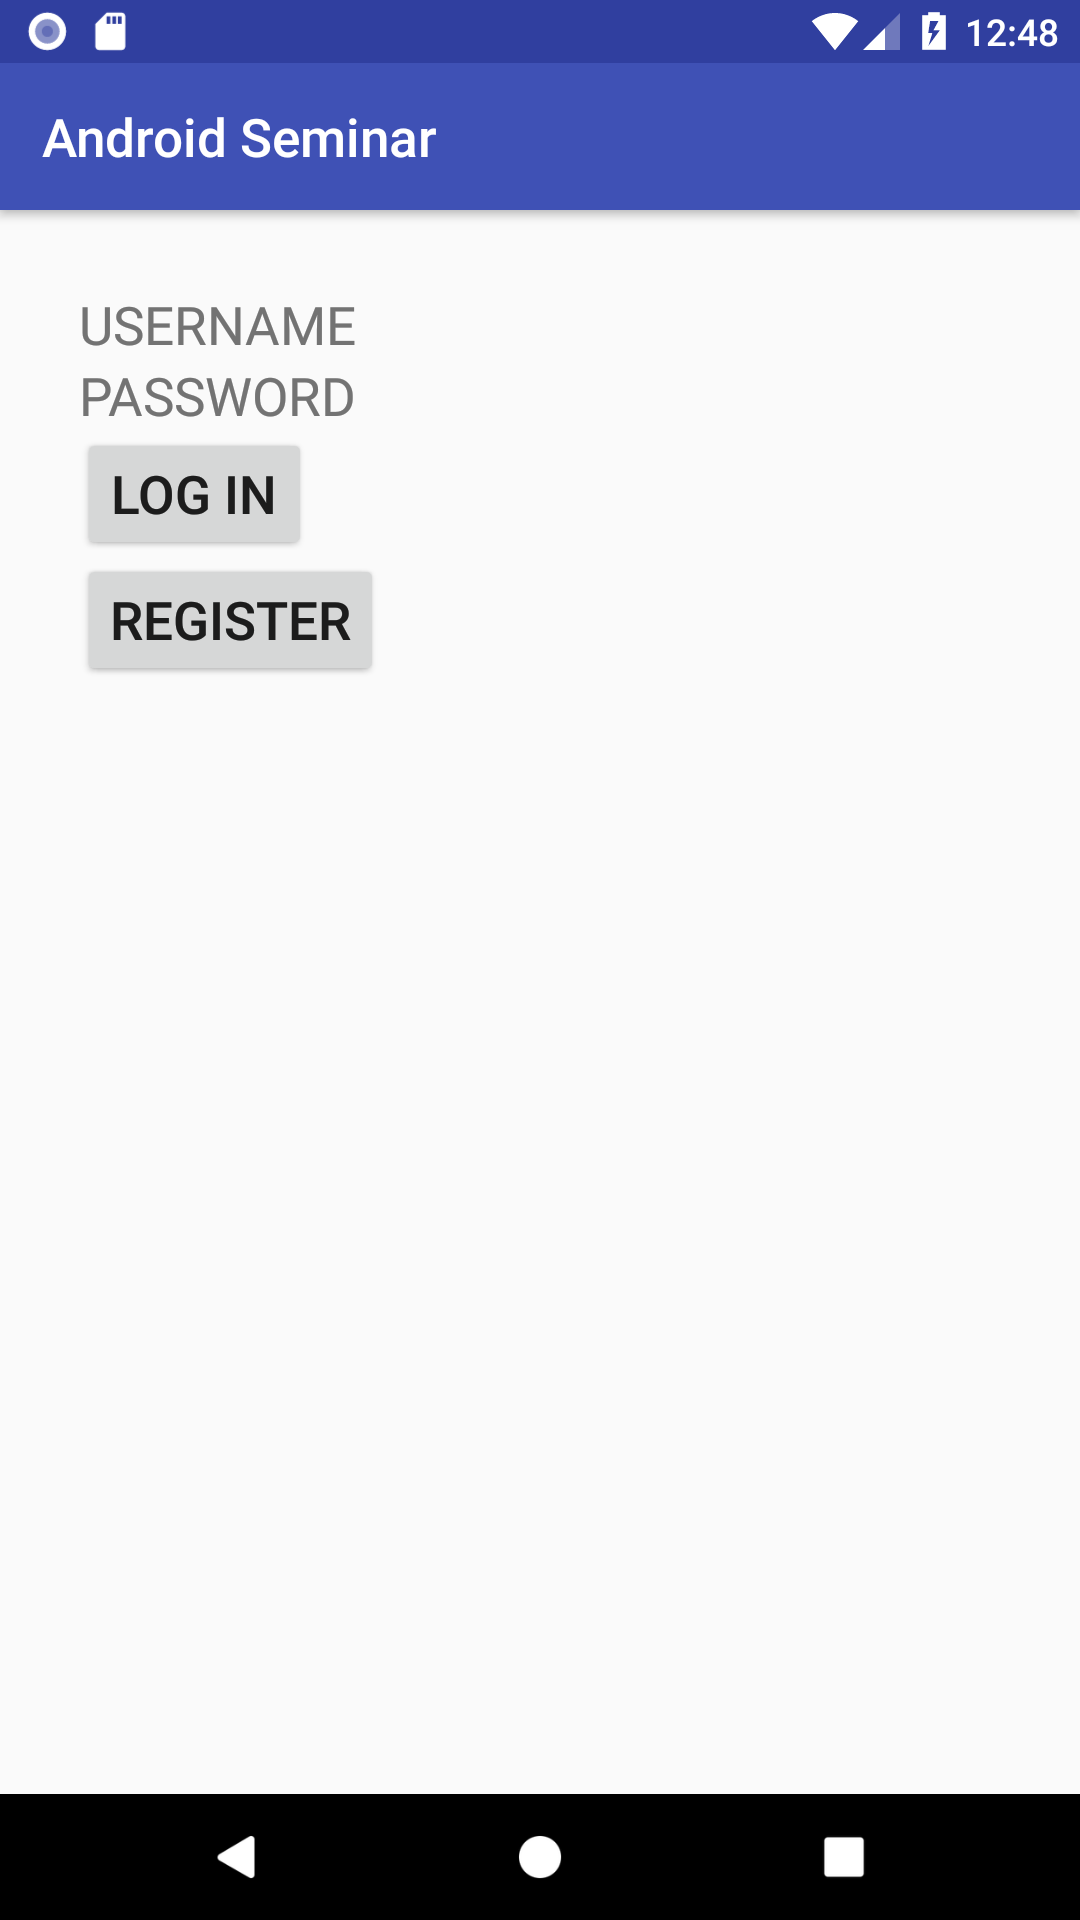 12:48
Android Seminar
USERNAME
PASSWORD
LOG IN
REGISTER